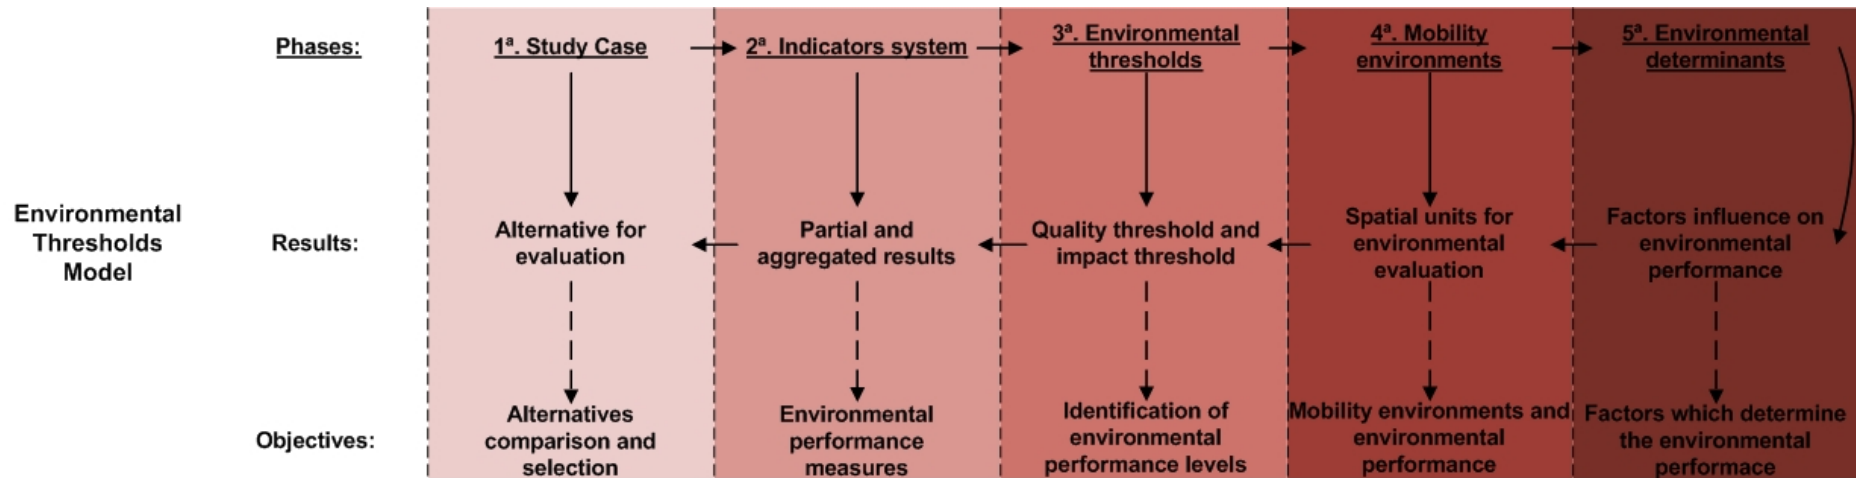 Phases:
1ª. Study Case
2ª. Indicators system
3ª. Environmental
thresholds
4ª. Mobility
environments
5ª. Environmental
determinants
Environmental
Thresholds
Model
Results:
Alternative for
evaluation
Partial and
aggregated results
Quality threshold and
impact threshold
Spatial units for
environmental
evaluation
Factors influence on
environmental
performance
Objectives:
Alternatives
comparison and
selection
Environmental
performance
measures
Identification of
environmental
performance levels
Mobility environments and
environmental
performance
Factors which determine
the environmental
performace